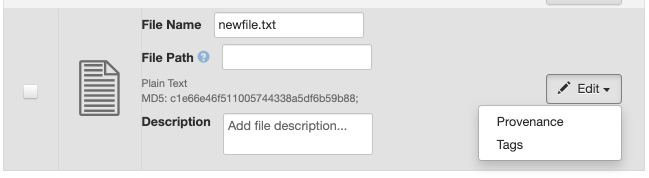 File Name newfile.txt
File Path ?
Plain Text
MD5: c1e66e46f511005744338a5df6b59b88;
Edit
Description Add file description...
Provenance
Tags